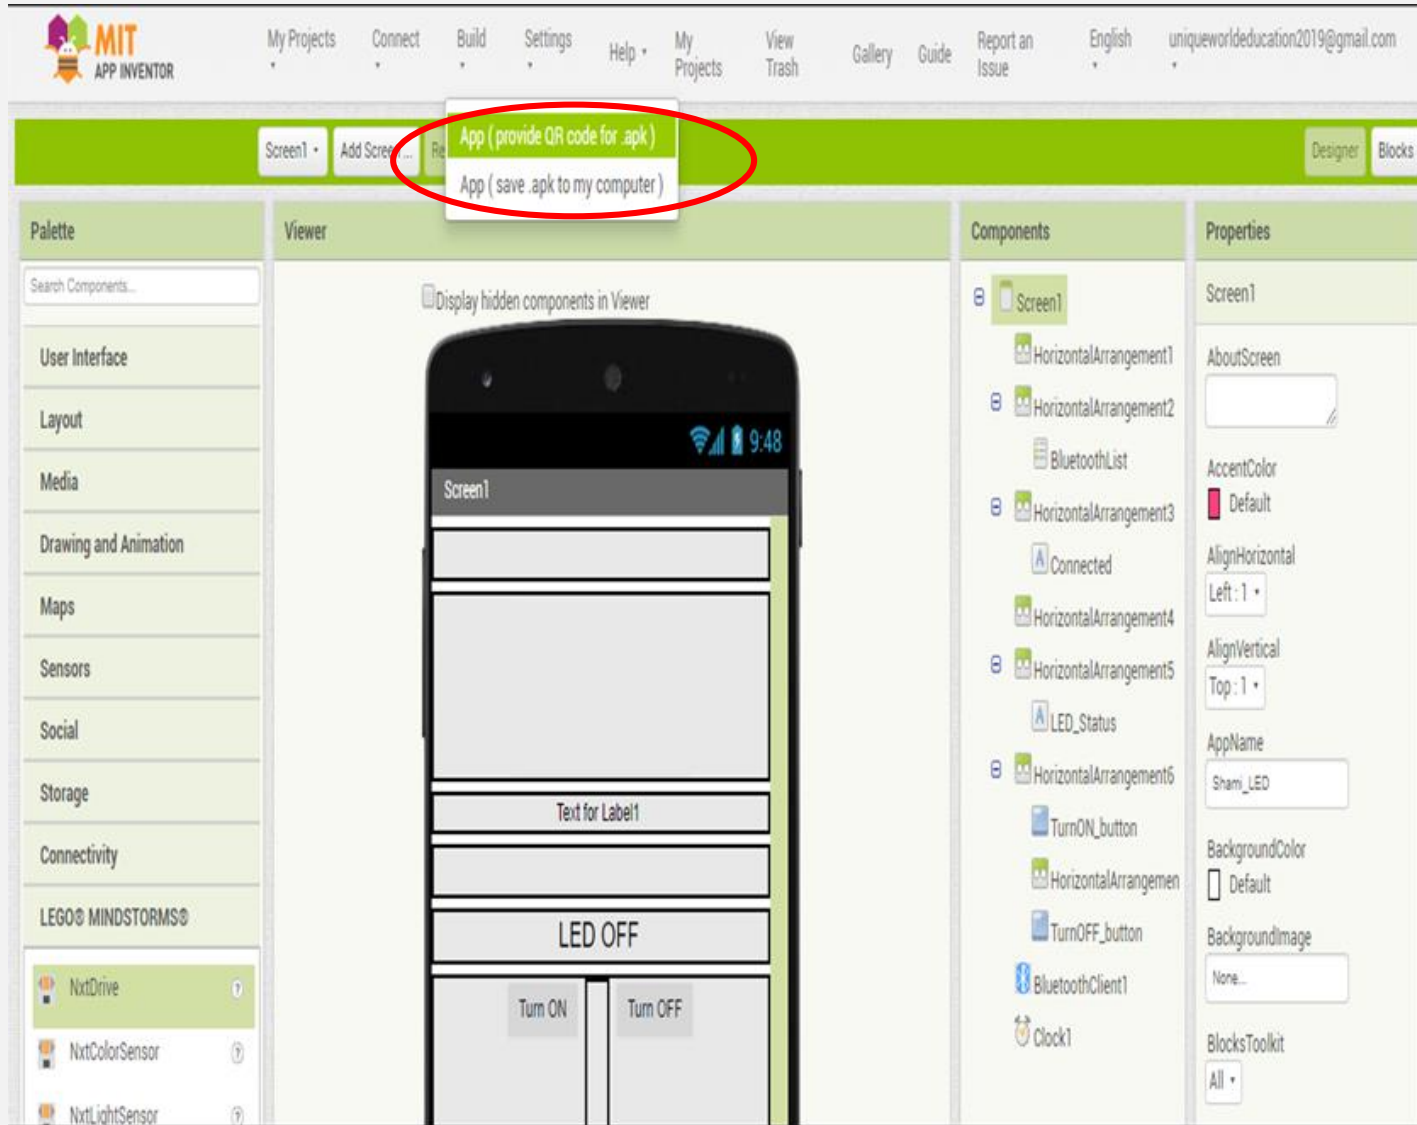 MIT
APP INVENTOR
My Projects
Connect
Build
Settings
Help
My
Projects
View
Trash
Gallery
Guide
Report an
Issue
English
uniqueworldeducation2019@gmail.com
Screen1
Add Screen ...
Re
App ( provide QR code for .apk )
App ( save .apk to my computer )
Designer
Blocks
Palette
Search Components...
User Interface
Layout
Media
Drawing and Animation
Maps
Sensors
Social
Storage
Connectivity
LEGO® MINDSTORMS®
NxtDrive ?
NxtColorSensor ?
NxtLightSensor ?
Viewer
Display hidden components in Viewer
9:48
Screen1
Text for Label1
LED OFF
Turn ON
Turn OFF
Components
Screen1
HorizontalArrangement1
HorizontalArrangement2
BluetoothList
HorizontalArrangement3
A Connected
HorizontalArrangement4
HorizontalArrangement5
A LED_Status
HorizontalArrangement6
TurnON_button
HorizontalArrangemen
TurnOFF_button
BluetoothClient1
Clock1
Properties
Screen1
AboutScreen
AccentColor
Default
AlignHorizontal
Left : 1
AlignVertical
Top : 1
AppName
Shami_LED
BackgroundColor
Default
BackgroundImage
None...
BlocksToolkit
All